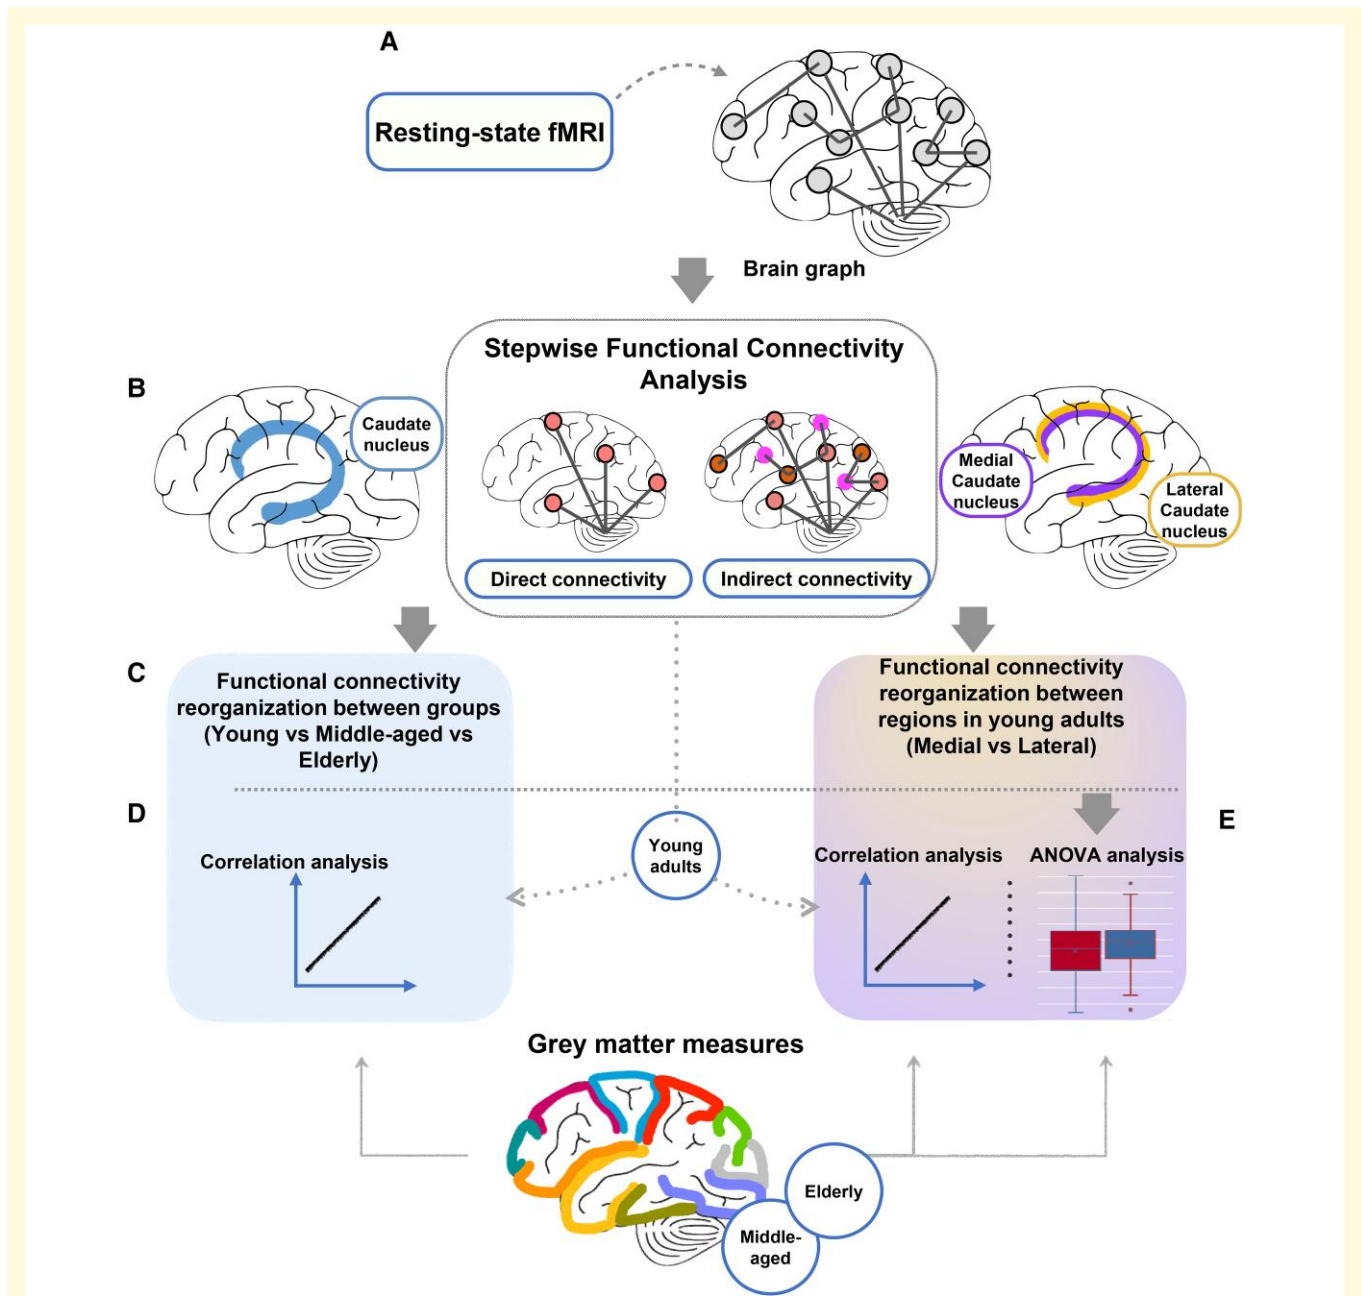 A
Resting-state fMRI
Brain graph
Stepwise Functional Connectivity
Analysis
B
Caudate
nucleus
Direct connectivity
Indirect connectivity
Medial
Caudate
nucleus
Lateral
Caudate
nucleus
C
Functional connectivity
reorganization between groups
(Young vs Middle-aged vs
Elderly)
Functional connectivity
reorganization between
regions in young adults
(Medial vs Lateral)
D
Correlation analysis
Young
adults
Correlation analysis
ANOVA analysis
E
Grey matter measures
Elderly
Middle-
aged